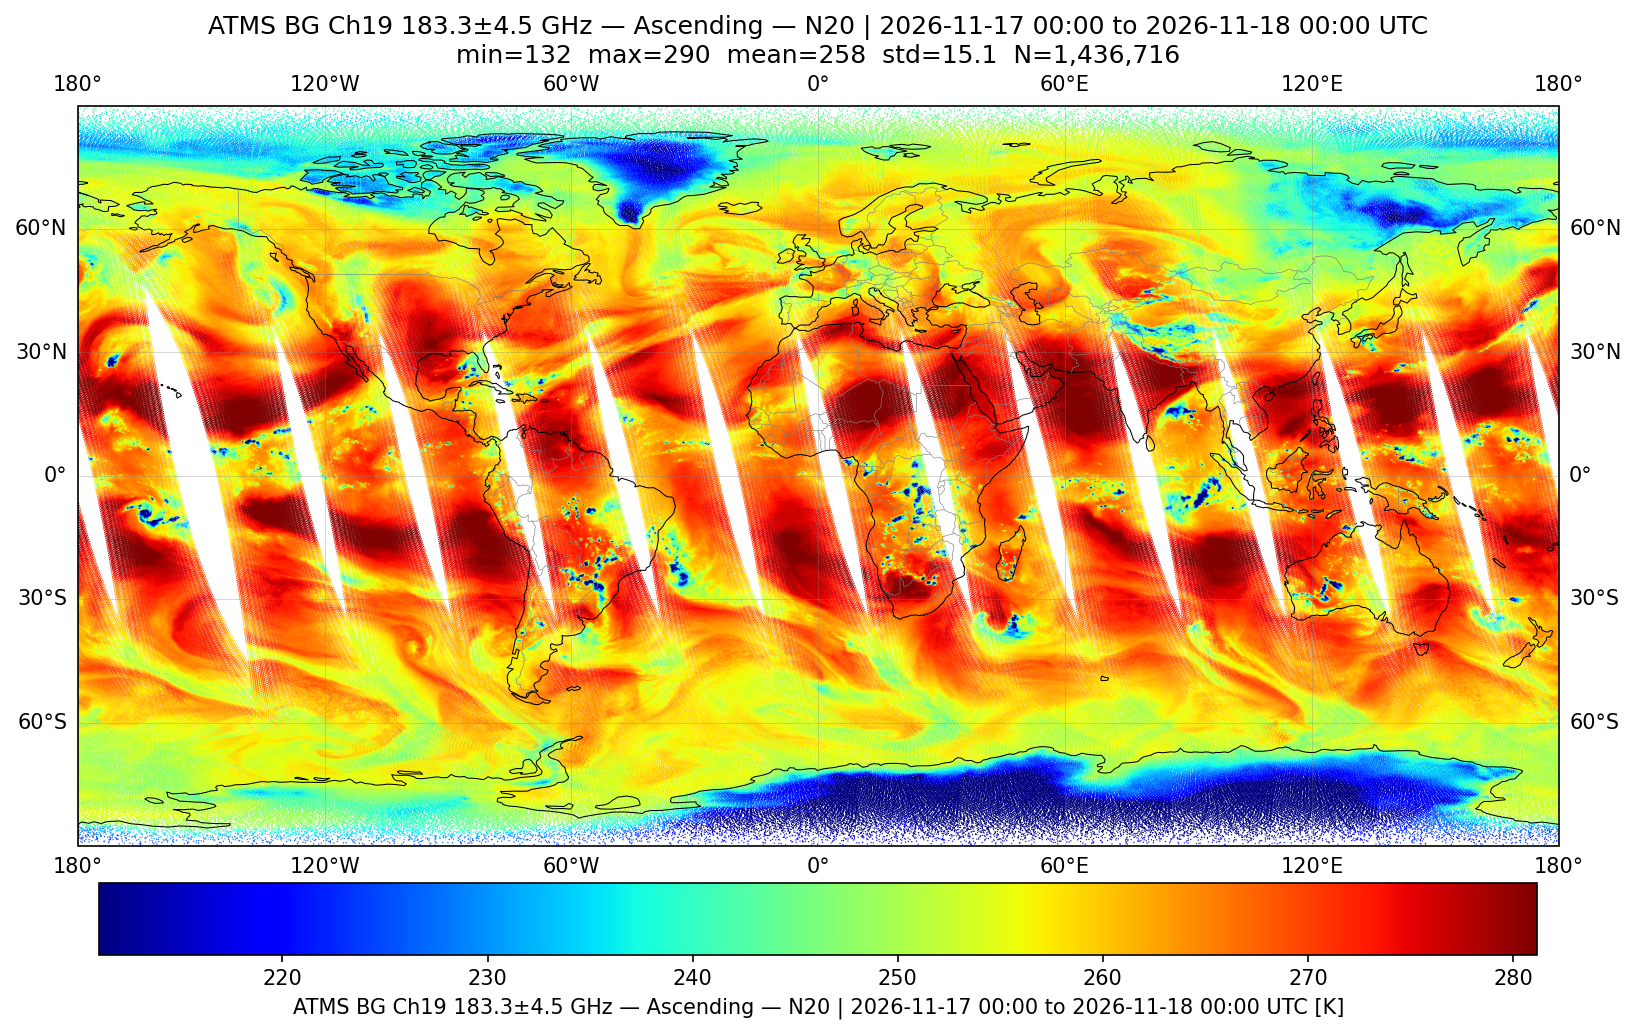 ATMS BG Ch19 183.3±4.5 GHz — Ascending — N20 | 2026-11-17 00:00 to 2026-11-18 00:00 UTC
min=132 max=290 mean=258 std=15.1 N=1,436,716
180° 120°W 60°W 0° 60°E 120°E 180°
60°N 60°N
30°N 30°N
0° 0°
30°S 30°S
60°S 60°S
180° 120°W 60°W 0° 60°E 120°E 180°
220 230 240 250 260 270 280
ATMS BG Ch19 183.3±4.5 GHz — Ascending — N20 | 2026-11-17 00:00 to 2026-11-18 00:00 UTC [K]